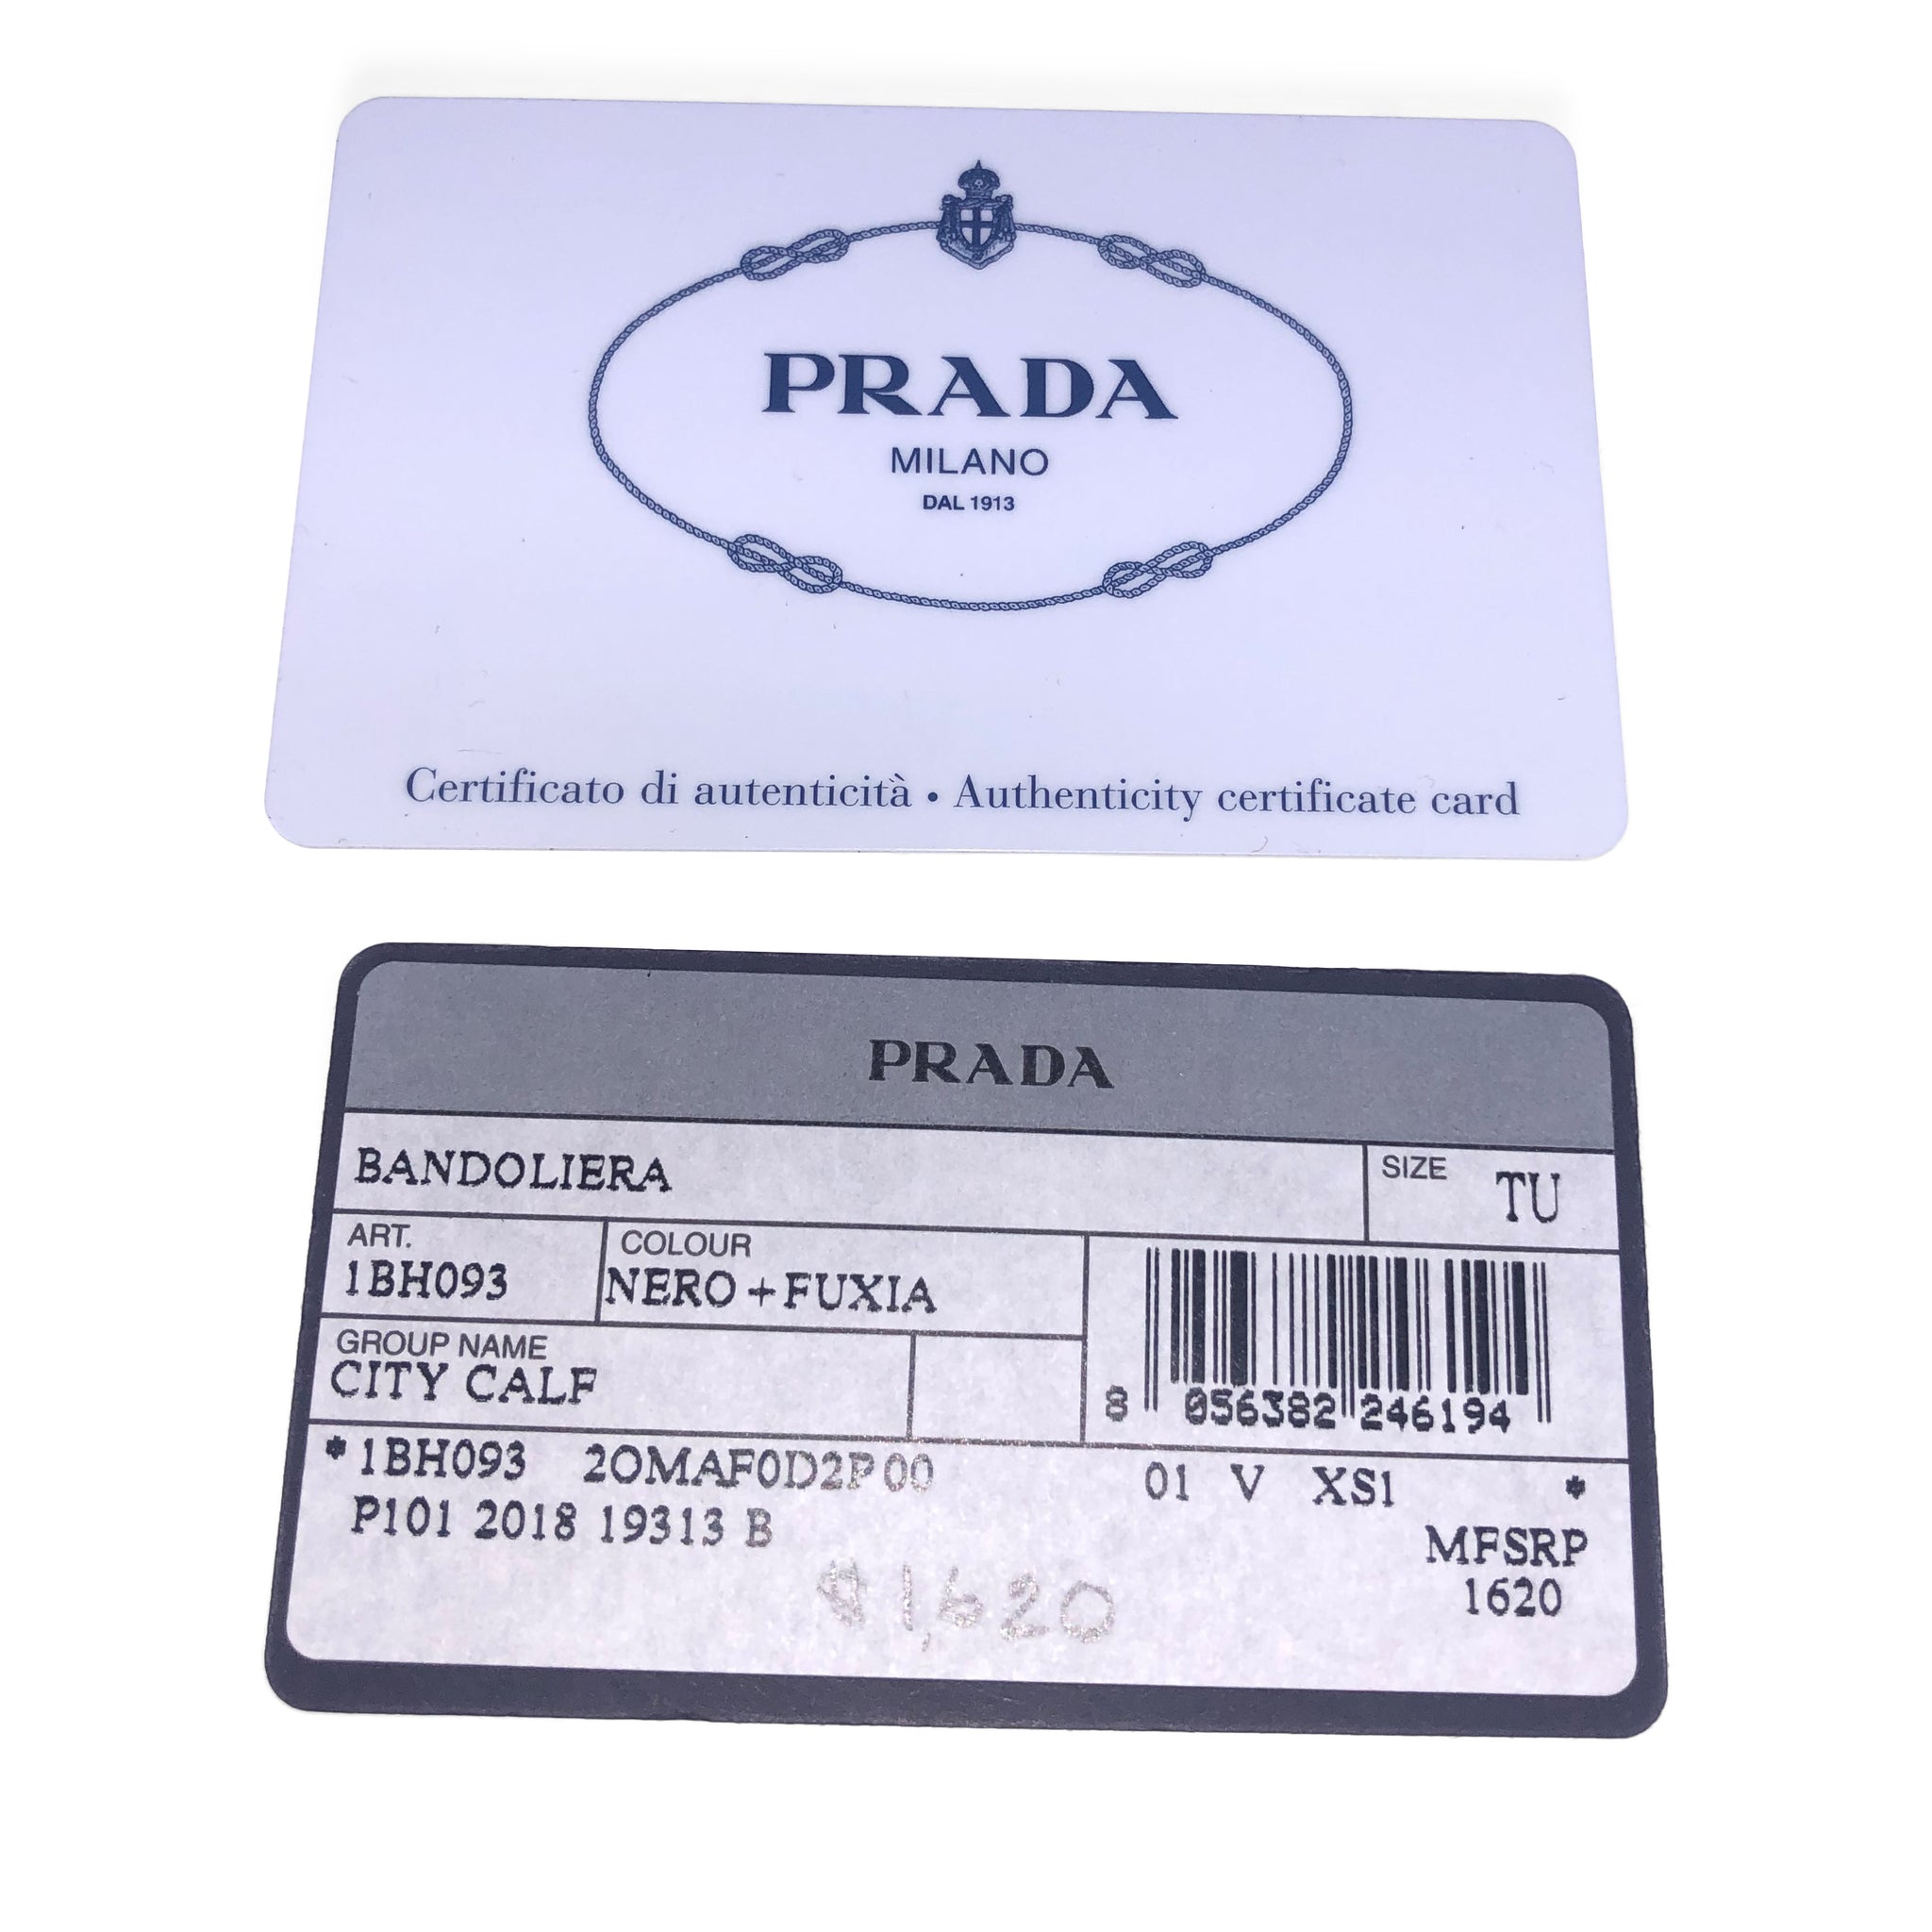 PRADA
MILANO
DAL 1913
Certificato di autenticità • Authenticity certificate card
PRADA
BANDOLIERA
SIZE TU
ART.
1BH093
COLOUR
NERO+FUXIA
GROUP NAME
CITY CALF
8 056382 246194
*1BH093 2OMAF0D2P00 01 V XS1 *
P101 2018 19313 B
MFSRP
1620
$1,620